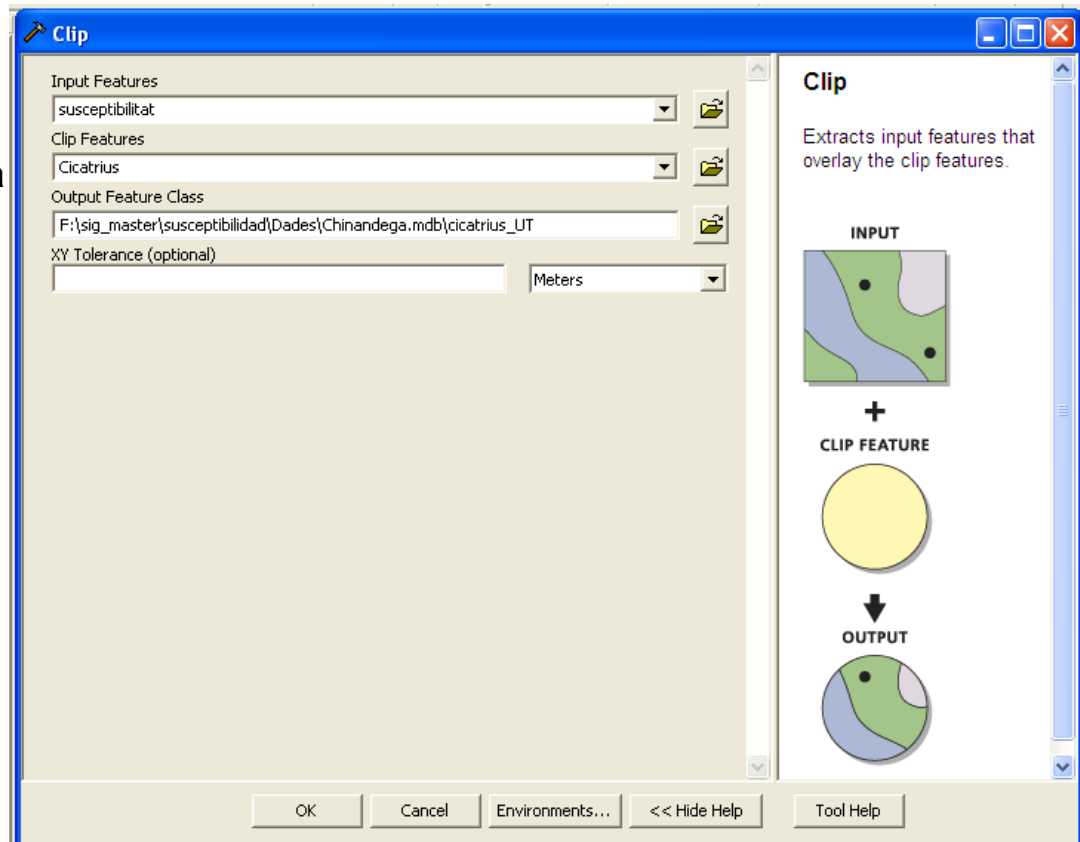 Clip
Input Features
susceptibilitat
Clip Features
Cicatrius
Output Feature Class
F:\sig_master\susceptibilidad\Dades\Chinandega.mdb\cicatrius_UT
XY Tolerance (optional)
Meters
Clip
Extracts input features that
overlay the clip features.
INPUT
+
CLIP FEATURE
OUTPUT
OK
Cancel
Environments...
<< Hide Help
Tool Help